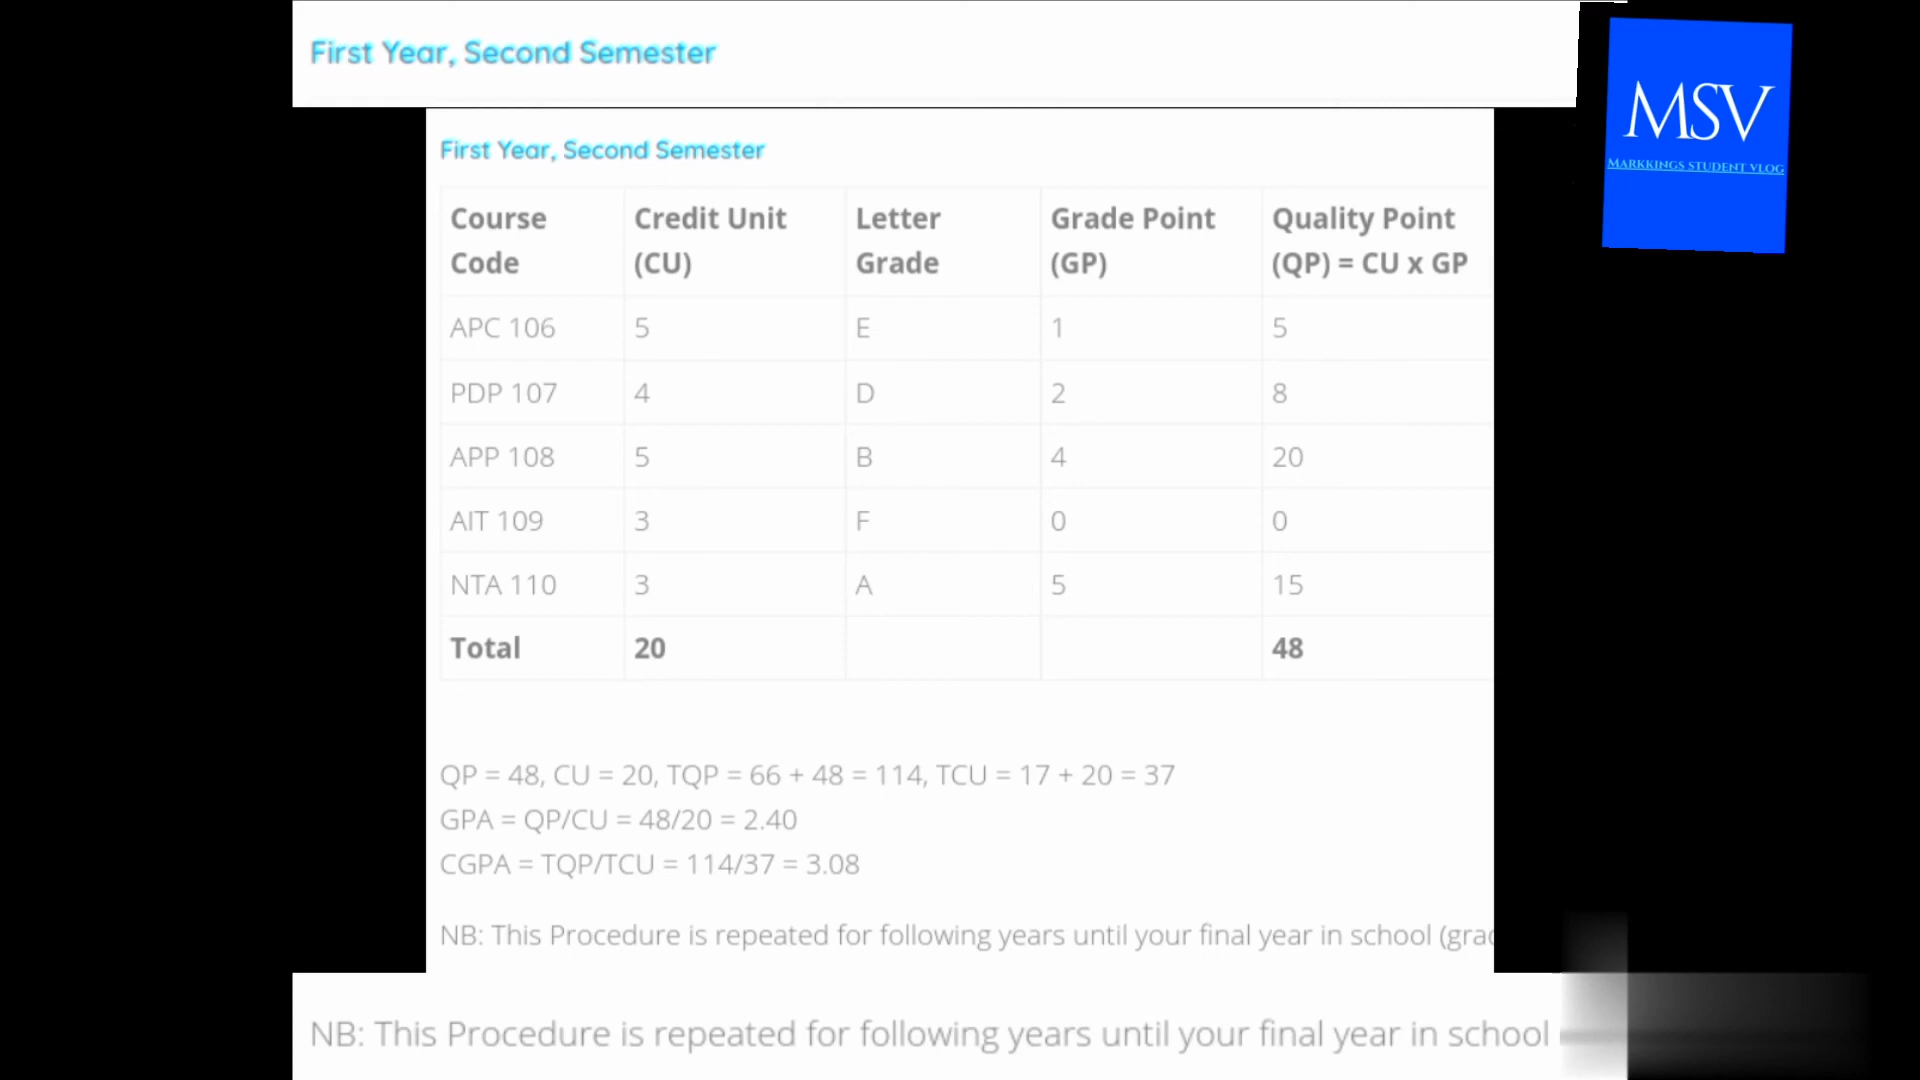 First Year, Second Semester
MSV
MARKKINGS STUDENT VLOG
First Year, Second Semester
Course Code Credit Unit (CU) Letter Grade Grade Point (GP) Quality Point (QP) = CU x GP
APC 106 5 E 1 5
PDP 107 4 D 2 8
APP 108 5 B 4 20
AIT 109 3 F 0 0
NTA 110 3 A 5 15
Total 20 48
QP = 48, CU = 20, TQP = 66 + 48 = 114, TCU = 17 + 20 = 37
GPA = QP/CU = 48/20 = 2.40
CGPA = TQP/TCU = 114/37 = 3.08
NB: This Procedure is repeated for following years until your final year in school
NB: This Procedure is repeated for following years until your final year in school